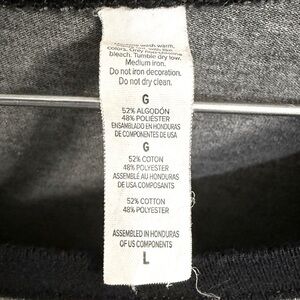 wash warm,
bleach. Tumble dry low.
Medium iron.
Do not iron decoration.
Do not dry clean.
G
52% ALGODÓN
48% POLIÉSTER
ENSAMBLADO EN HONDURAS
DE COMPONENTES DE USA
G
52% COTON
48% POLYESTER
ASSEMBLÉ AU-HONDURAS
DE USA COMPOSANTS
52% COTTON
48% POLYESTER
ASSEMBLED IN HONDURAS
OF US COMPONENTS
L